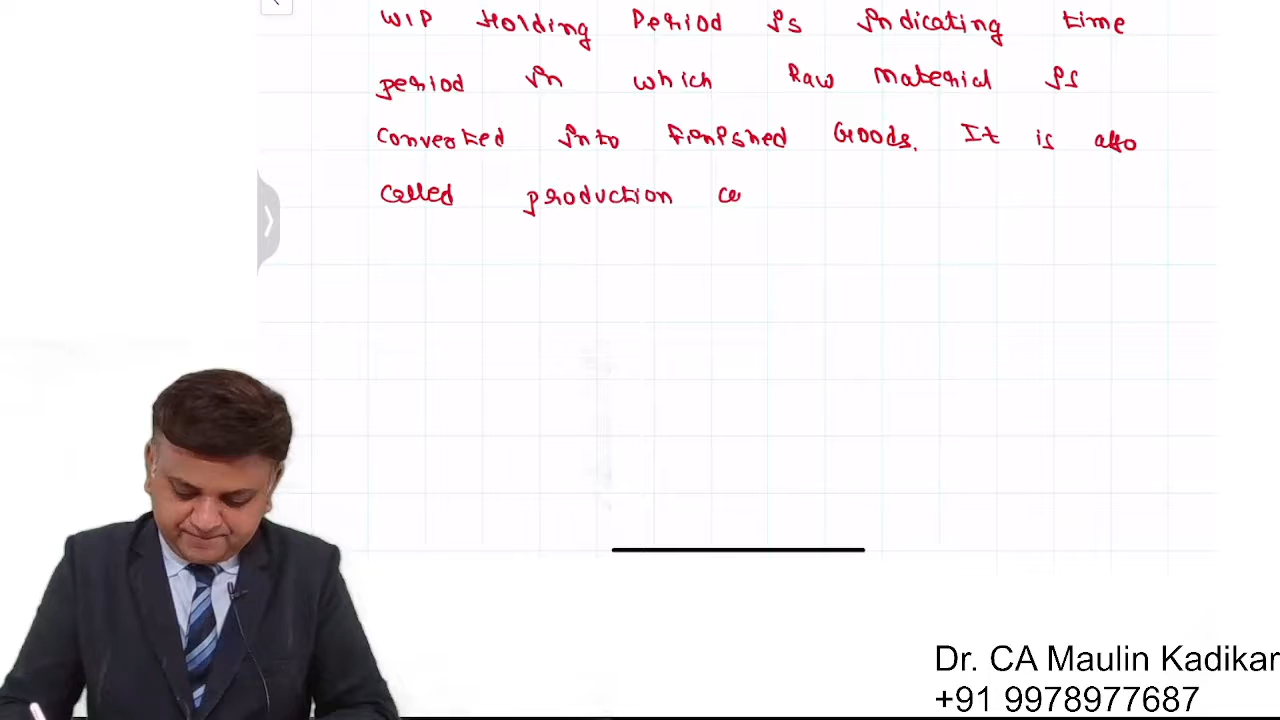 WIP Holding Period is indicating time
period in which Raw material is
converted into finished Goods. It is also
called production ce
Dr. CA Maulin Kadikar
+91 9978977687